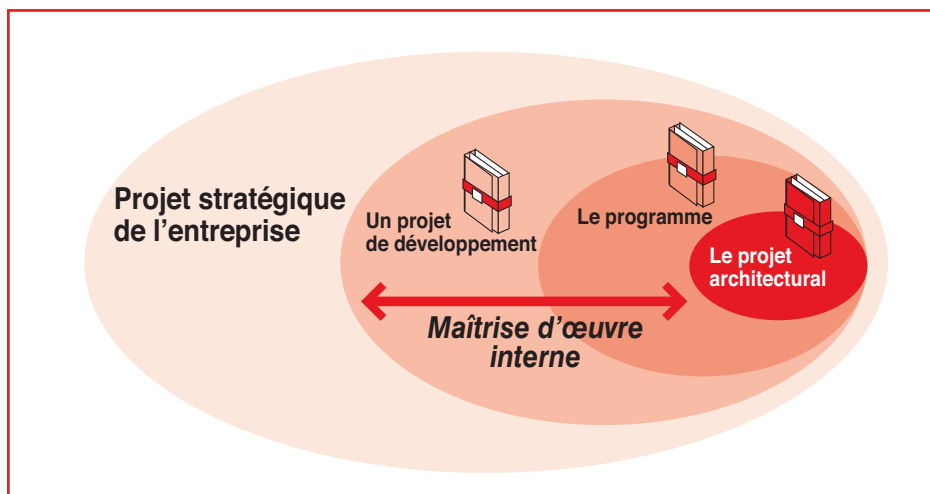 Projet stratégique
de l’entreprise
Un projet
de développement
Le programme
Le projet
architectural
Maîtrise d’œuvre
interne